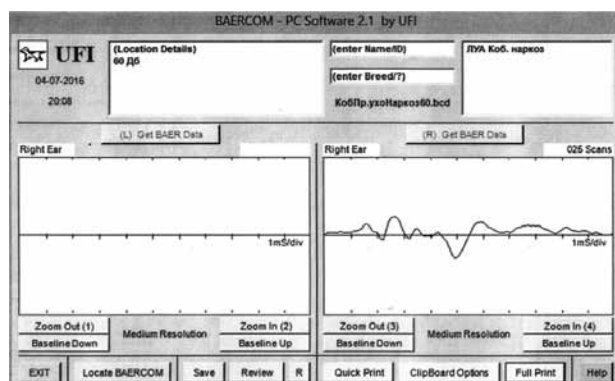 BAERCOM - PC Software 2.1 by UFI
UFI
04-07-2016
20:08
(Location Details)
60 Дб
(enter Name/ID)
(enter Breed/?)
КобПр.ухоНаркоз60.bcd
ЛУА Коб. наркоз
(L) Get BAER Data
(R) Get BAER Data
Right Ear
1mS/div
Right Ear
025 Scans
1mS/div
Zoom Out (1)
Baseline Down
Medium Resolution
Zoom In (2)
Baseline Up
Zoom Out (3)
Baseline Down
Medium Resolution
Zoom In (4)
Baseline Up
EXIT
Locate BAERCOM
Save
Review
R
Quick Print
ClipBoard Options
Full Print
Help